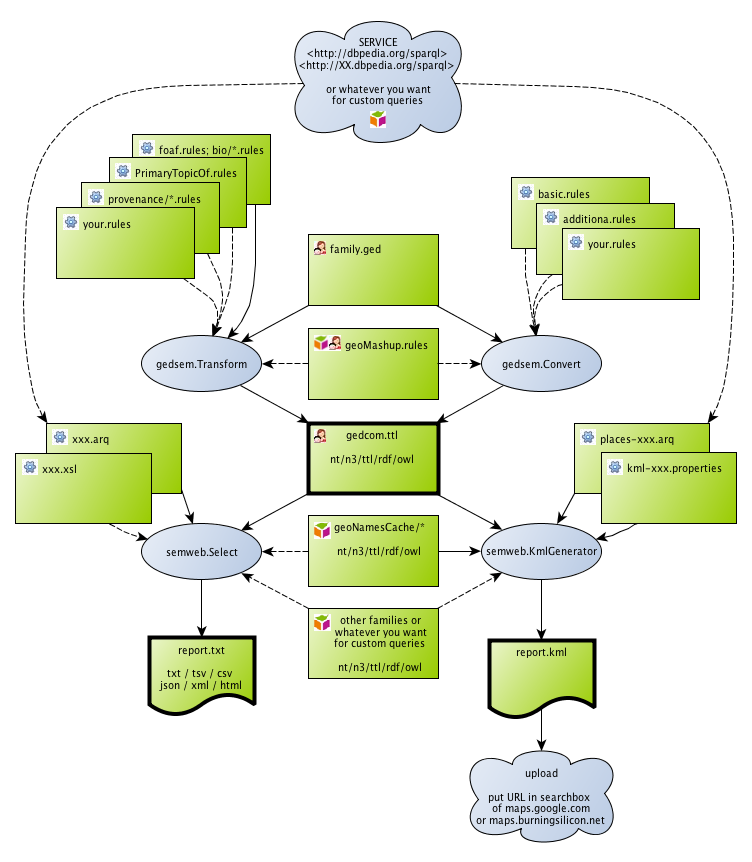 SERVICE
<http://dbpedia.org/sparql>
<http://XX.dbpedia.org/sparql>
or whatever you want
for custom queries
foaf.rules; bio/*.rules
PrimaryTopicOf.rules
provenance/*.rules
your.rules
basic.rules
additiona.rules
your.rules
family.ged
geoMashup.rules
gedsem.Transform
gedsem.Convert
gedcom.ttl
nt/n3/ttl/rdf/owl
xxx.arq
xxx.xsl
places-xxx.arq
kml-xxx.properties
geoNamesCache/*
nt/n3/ttl/rdf/owl
semweb.Select
semweb.KmlGenerator
other families or
whatever you want
for custom queries
nt/n3/ttl/rdf/owl
report.txt
txt / tsv / csv
json / xml / html
report.kml
upload
put URL in searchbox
of maps.google.com
or maps.burningsilicon.net